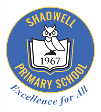 SHADWELL
1967
PRIMARY SCHOOL
Excellence for All